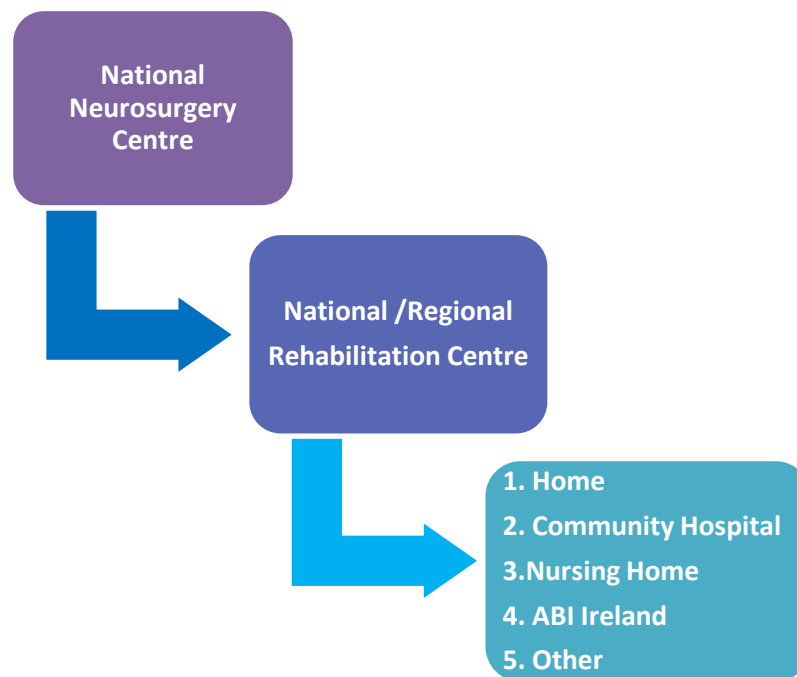 National
Neurosurgery
Centre
National /Regional
Rehabilitation Centre
1. Home
2. Community Hospital
3.Nursing Home
4. ABI Ireland
5. Other